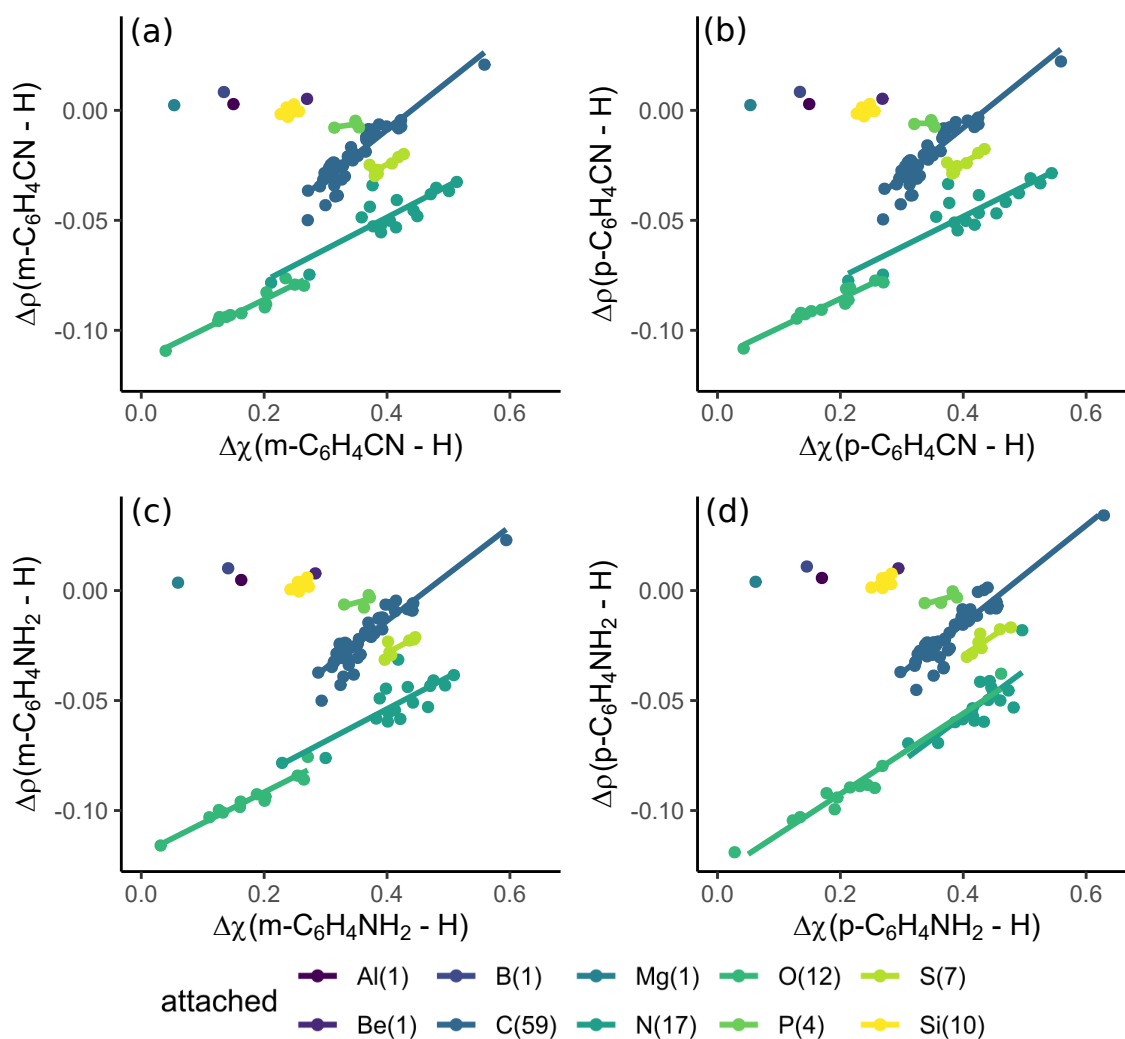 (a)
0.00
-0.05
-0.10
Δρ(m-C₆H₄CN - H)
0.0 0.2 0.4 0.6
Δχ(m-C₆H₄CN - H)
(b)
0.00
-0.05
-0.10
Δρ(p-C₆H₄CN - H)
0.0 0.2 0.4 0.6
Δχ(p-C₆H₄CN - H)
(c)
0.00
-0.05
-0.10
Δρ(m-C₆H₄NH₂ - H)
0.0 0.2 0.4 0.6
Δχ(m-C₆H₄NH₂ - H)
(d)
0.00
-0.05
-0.10
Δρ(p-C₆H₄NH₂ - H)
0.0 0.2 0.4 0.6
Δχ(p-C₆H₄NH₂ - H)
attached
Al(1) B(1) Mg(1) O(12) S(7)
Be(1) C(59) N(17) P(4) Si(10)